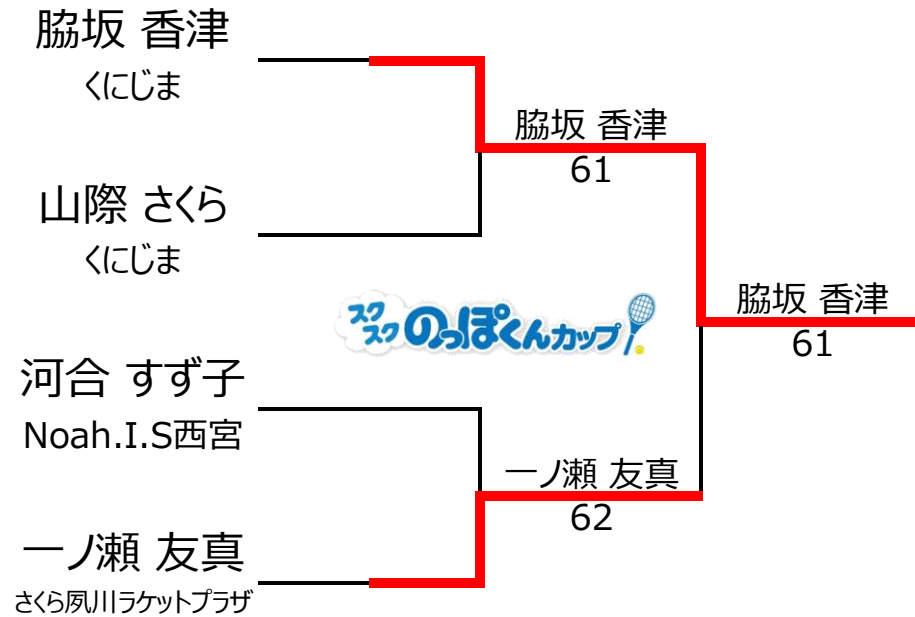 脇坂 香津
くにじま
山際 さくら
くにじま
河合 すず子
Noah.I.S西宮
一ノ瀬 友真
さくら夙川ラケットプラザ
脇坂 香津
61
一ノ瀬 友真
62
脇坂 香津
61
スクスク のっぽくんカップ